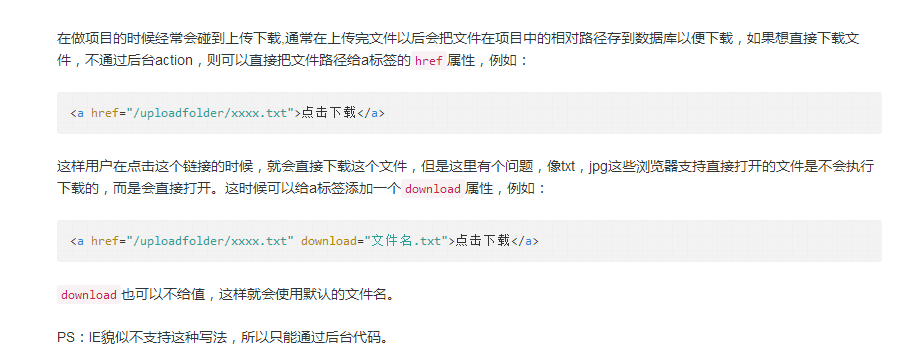 在做项目的时候经常会碰到上传下载,通常在上传完文件以后会把文件在项目中的相对路径存到数据库以便下载，如果想直接下载文
件，不通过后台action，则可以直接把文件路径给a标签的 href 属性，例如：
<a href="/uploadfolder/xxxx.txt">点击下载</a>
这样用户在点击这个链接的时候，就会直接下载这个文件，但是这里有个问题，像txt，jpg这些浏览器支持直接打开的文件是不会执行
下载的，而是会直接打开。这时候可以给a标签添加一个 download 属性，例如：
<a href="/uploadfolder/xxxx.txt" download="文件名.txt">点击下载</a>
download 也可以不给值，这样就会使用默认的文件名。
PS：IE貌似不支持这种写法，所以只能通过后台代码。